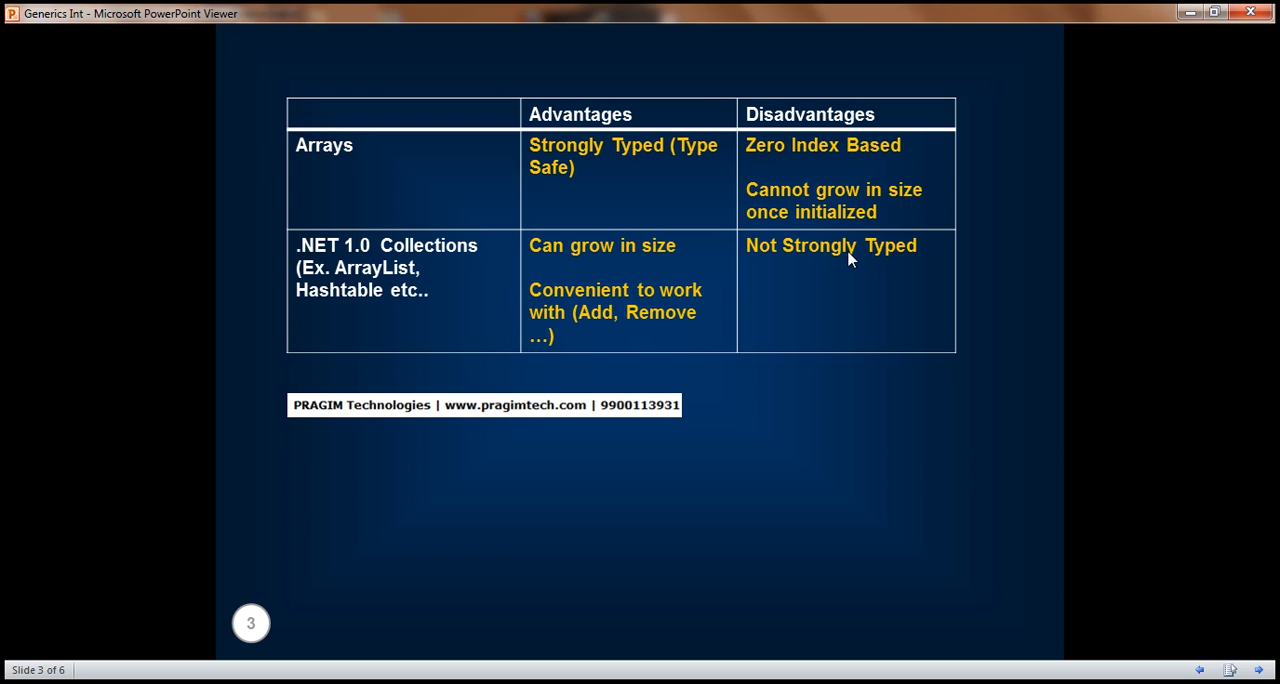 Generics Int - Microsoft PowerPoint Viewer
Advantages
Disadvantages
Arrays
Strongly Typed (Type
Safe)
Zero Index Based
Cannot grow in size
once initialized
.NET 1.0 Collections
(Ex. ArrayList,
Hashtable etc..
Can grow in size
Convenient to work
with (Add, Remove
…)
Not Strongly Typed
PRAGIM Technologies | www.pragimtech.com | 9900113931
3
Slide 3 of 6